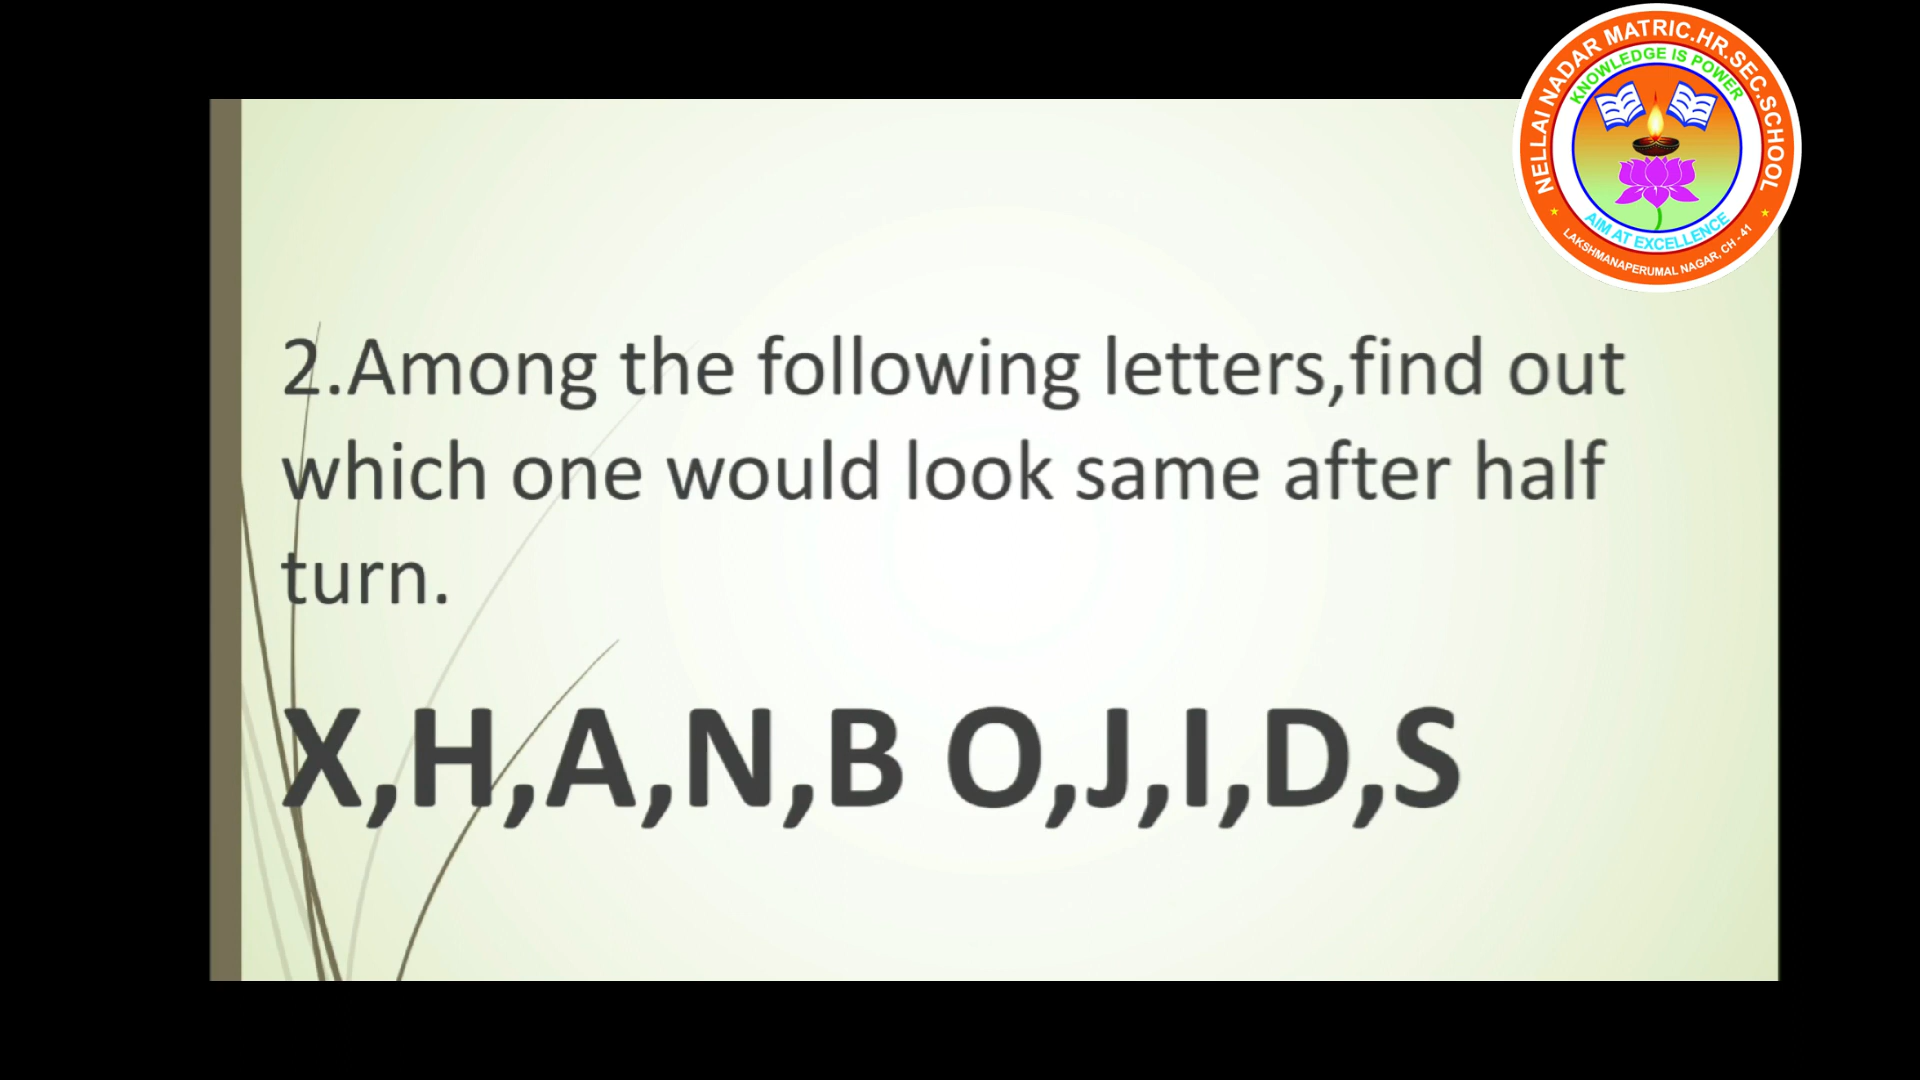 NELLAI NADAR MATRIC.HR.SEC.SCHOOL
KNOWLEDGE IS POWER
AIM AT EXCELLENCE
LAKSHMANAPERUMAL NAGAR, CH - 41
2.Among the following letters,find out
which one would look same after half
turn.
X,H,A,N,B O,J,I,D,S